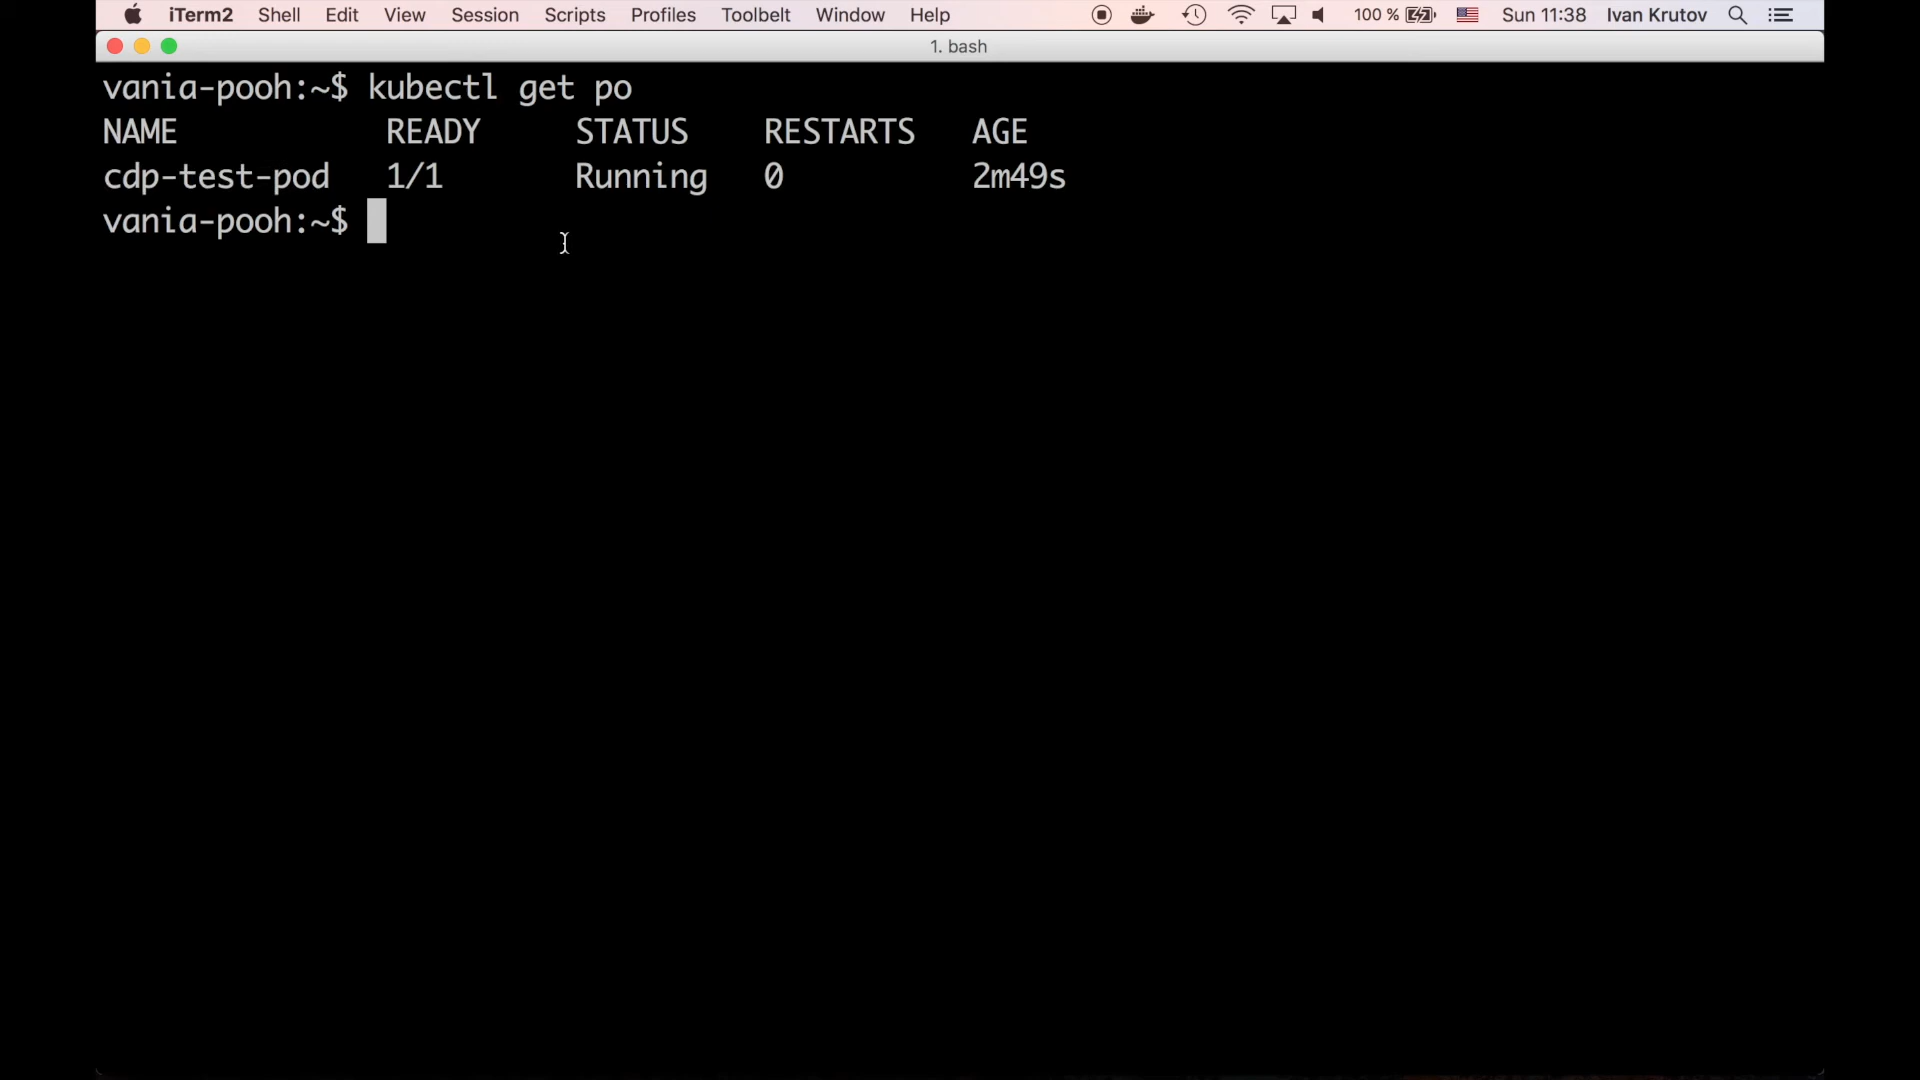 iTerm2 Shell Edit View Session Scripts Profiles Toolbelt Window Help 100 % Sun 11:38 Ivan Krutov
1. bash
vania-pooh:~$ kubectl get po
NAME READY STATUS RESTARTS AGE
cdp-test-pod 1/1 Running 0 2m49s
vania-pooh:~$